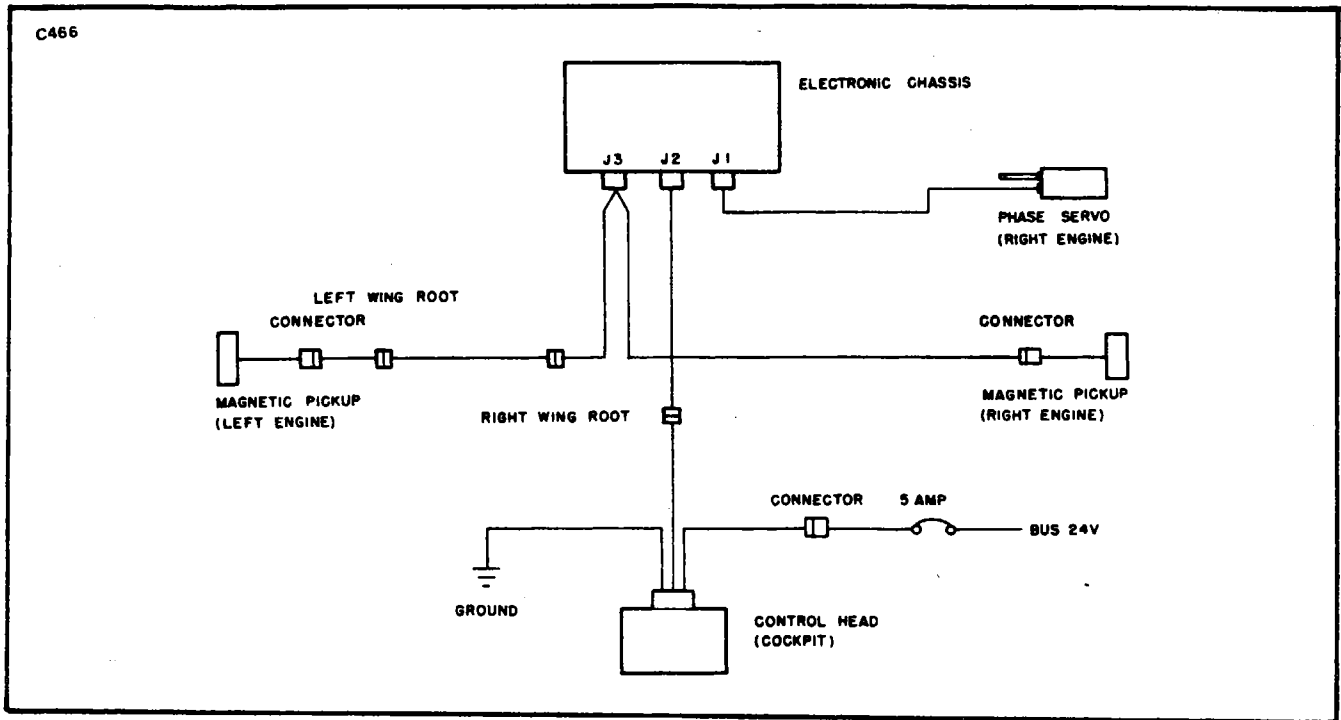 C466
ELECTRONIC CHASSIS
J3 J2 J1
PHASE SERVO
(RIGHT ENGINE)
LEFT WING ROOT
CONNECTOR
CONNECTOR
MAGNETIC PICKUP
(LEFT ENGINE)
RIGHT WING ROOT
MAGNETIC PICKUP
(RIGHT ENGINE)
CONNECTOR
5 AMP
BUS 24V
GROUND
CONTROL HEAD
(COCKPIT)